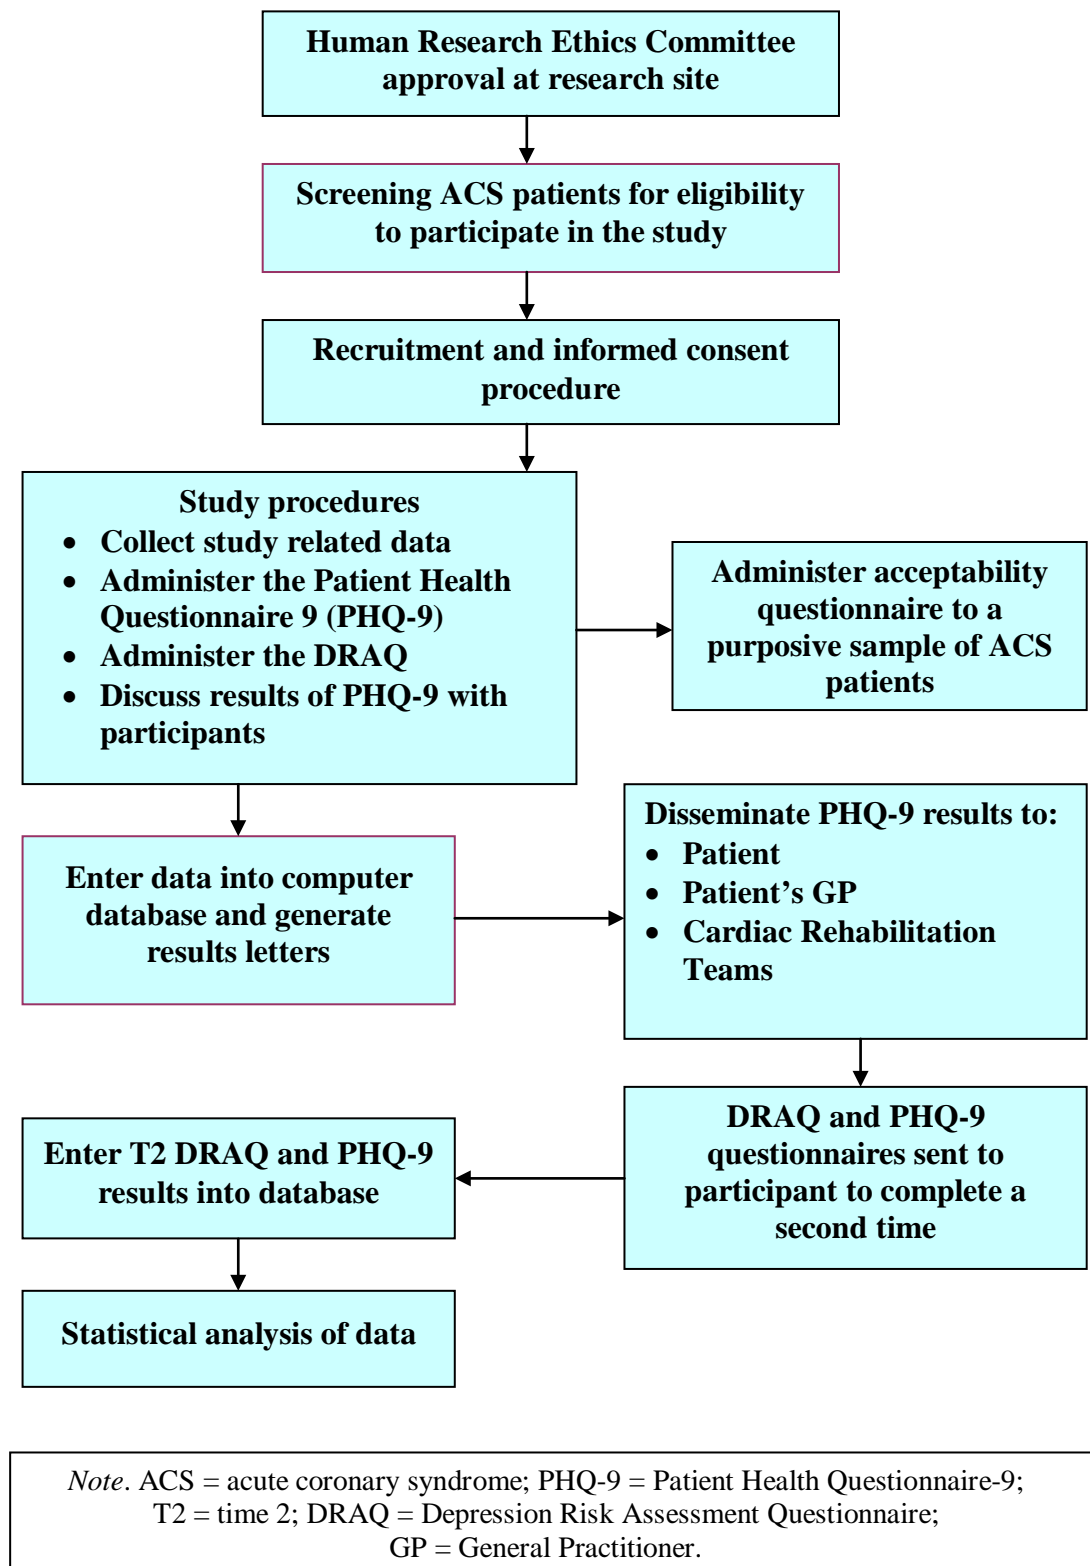 Human Research Ethics Committee
approval at research site
Screening ACS patients for eligibility
to participate in the study
Recruitment and informed consent
procedure
Study procedures
• Collect study related data
• Administer the Patient Health
Questionnaire 9 (PHQ-9)
• Administer the DRAQ
• Discuss results of PHQ-9 with
participants
Administer acceptability
questionnaire to a
purposive sample of ACS
patients
Enter data into computer
database and generate
results letters
Disseminate PHQ-9 results to:
• Patient
• Patient’s GP
• Cardiac Rehabilitation
Teams
DRAQ and PHQ-9
questionnaires sent to
participant to complete a
second time
Enter T2 DRAQ and PHQ-9
results into database
Statistical analysis of data
Note. ACS = acute coronary syndrome; PHQ-9 = Patient Health Questionnaire-9;
T2 = time 2; DRAQ = Depression Risk Assessment Questionnaire;
GP = General Practitioner.